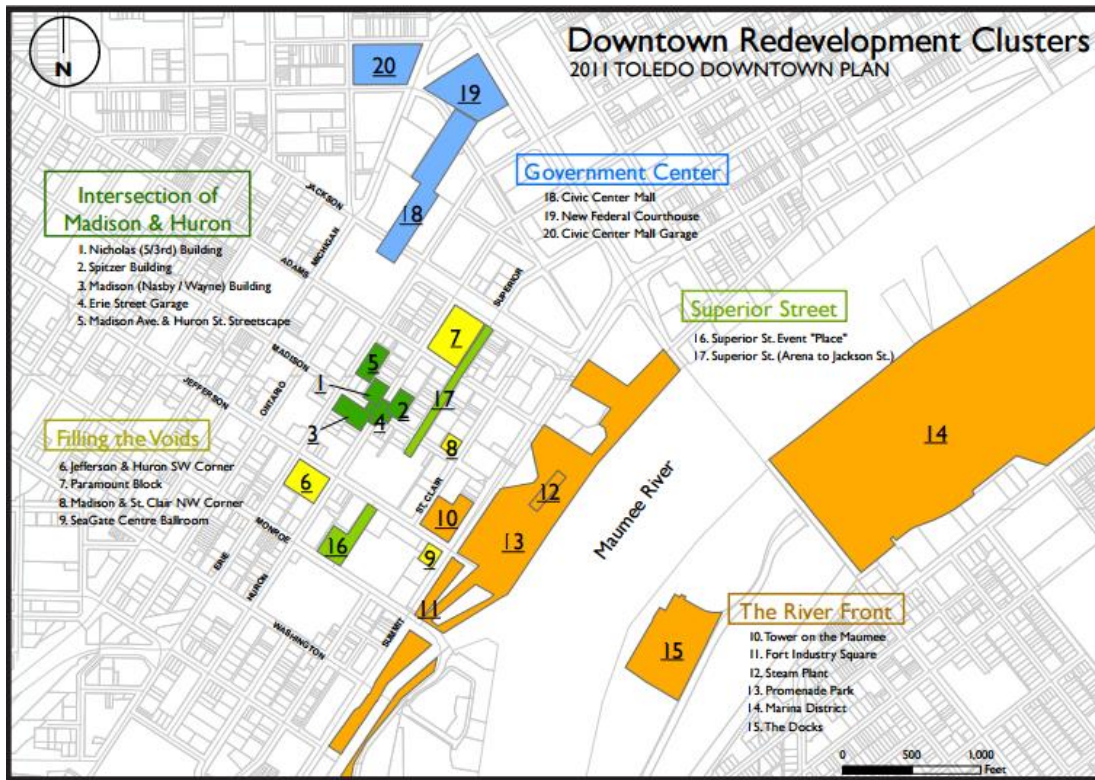 Downtown Redevelopment Clusters
2011 TOLEDO DOWNTOWN PLAN
N
20
19
18
Government Center
18. Civic Center Mall
19. New Federal Courthouse
20. Civic Center Mall Garage
Intersection of
Madison & Huron
1. Nicholas (5/3rd) Building
2. Spitzer Building
3. Madison (Nasby / Wayne) Building
4. Erie Street Garage
5. Madison Ave. & Huron St. Streetscape
JACKSON
MICHIGAN
ADAMS
SUPERIOR
Superior Street
16. Superior St. Event "Place"
17. Superior St. (Arena to Jackson St.)
7
MADISON
5
JEFFERSON
ONTARIO
1
17
2
4
3
8
14
Filling the Voids
6. Jefferson & Huron SW Corner
7. Paramount Block
8. Madison & St. Clair NW Corner
9. SeaGate Centre Ballroom
6
ST. CLAIR
12
Maumee River
10
13
MONROE
16
9
ERIE
HURON
11
SUMMIT
WASHINGTON
15
The River Front
10. Tower on the Maumee
11. Fort Industry Square
12. Steam Plant
13. Promenade Park
14. Marina District
15. The Docks
0 500 1,000
Feet